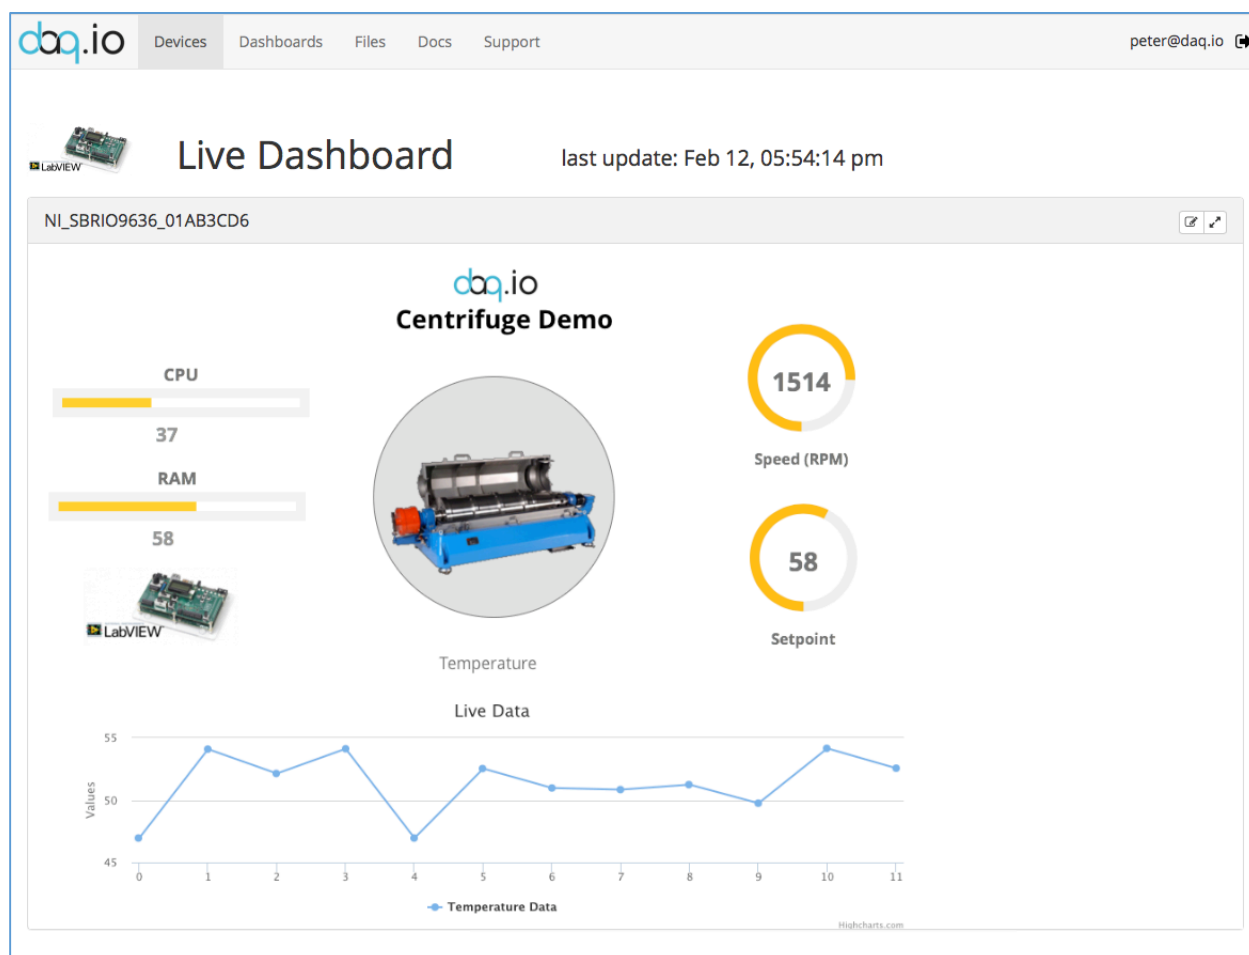 daq.io Devices Dashboards Files Docs Support peter@daq.io
LabVIEW Live Dashboard last update: Feb 12, 05:54:14 pm
NI_SBRIO9636_01AB3CD6
daq.io
Centrifuge Demo
CPU
37
RAM
58
LabVIEW
1514
Speed (RPM)
58
Setpoint
Temperature
Live Data
Values
55
50
45
0 1 2 3 4 5 6 7 8 9 10 11
Temperature Data
Highcharts.com